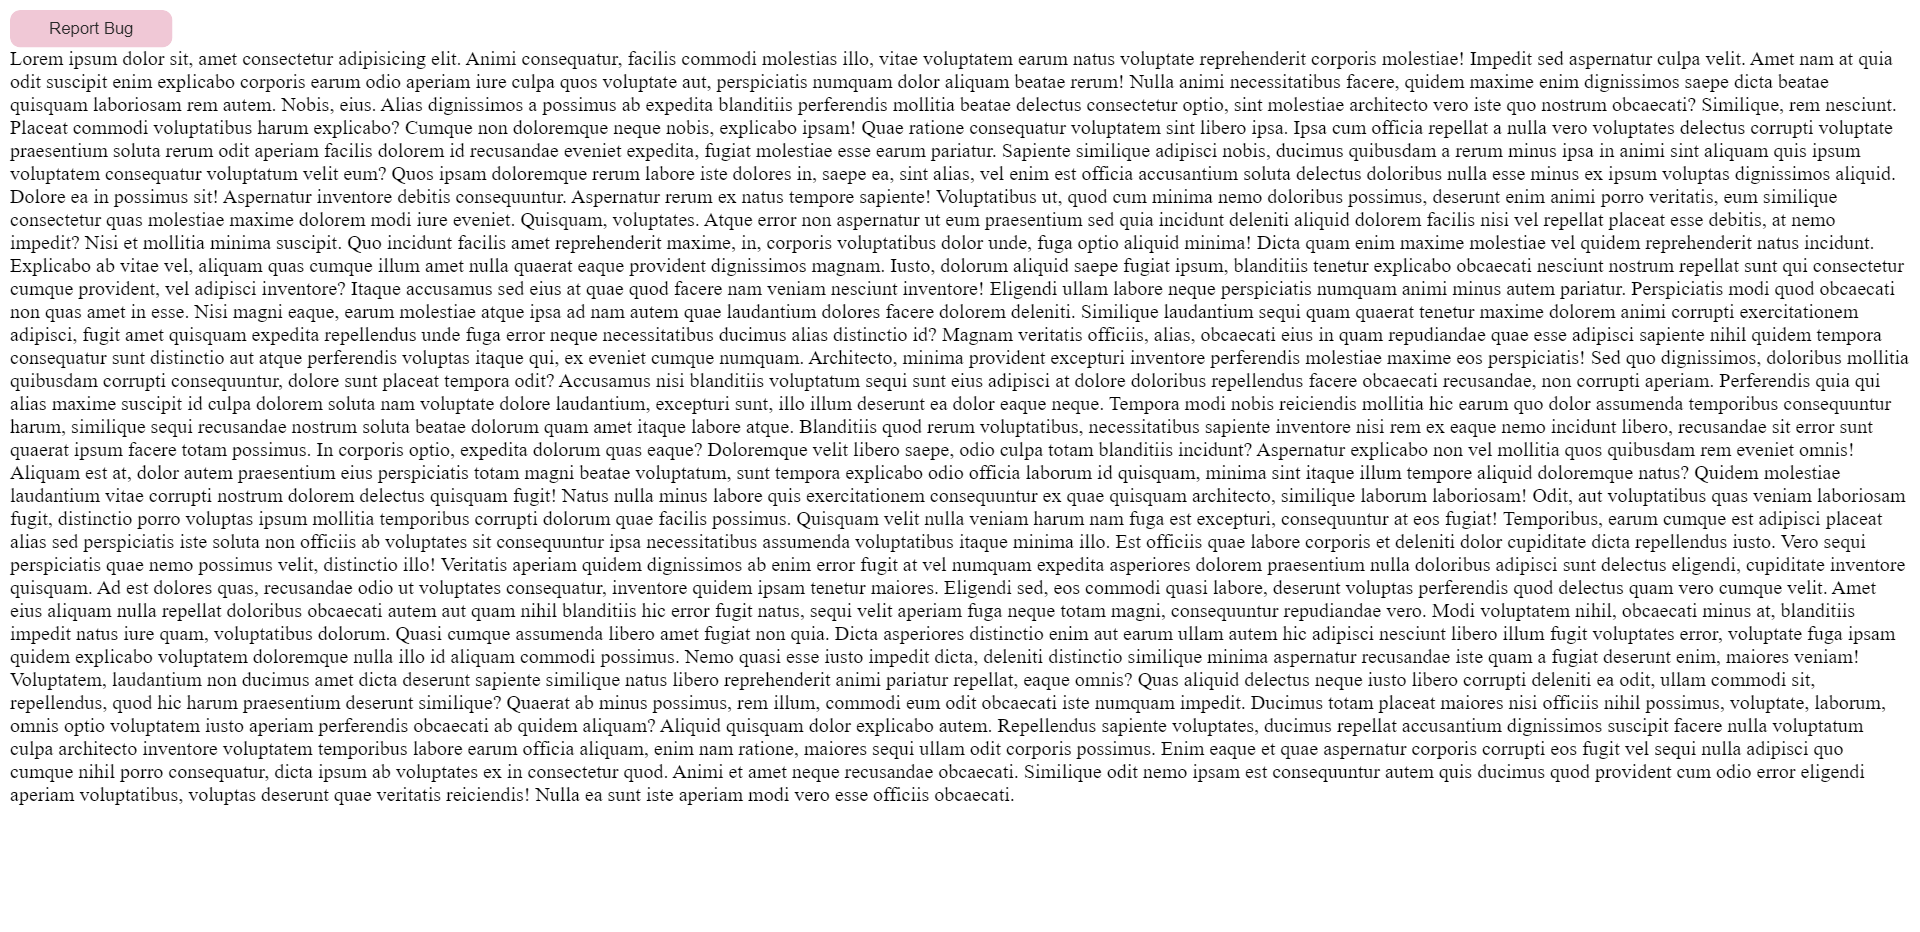 Report Bug
Lorem ipsum dolor sit, amet consectetur adipisicing elit. Animi consequatur, facilis commodi molestias illo, vitae voluptatem earum natus voluptate reprehenderit corporis molestiae! Impedit sed aspernatur culpa velit. Amet nam at quia
odit suscipit enim explicabo corporis earum odio aperiam iure culpa quos voluptate aut, perspiciatis numquam dolor aliquam beatae rerum! Nulla animi necessitatibus facere, quidem maxime enim dignissimos saepe dicta beatae
quisquam laboriosam rem autem. Nobis, eius. Alias dignissimos a possimus ab expedita blanditiis perferendis mollitia beatae delectus consectetur optio, sint molestiae architecto vero iste quo nostrum obcaecati? Similique, rem nesciunt.
Placeat commodi voluptatibus harum explicabo? Cumque non doloremque neque nobis, explicabo ipsam! Quae ratione consequatur voluptatem sint libero ipsa. Ipsa cum officia repellat a nulla vero voluptates delectus corrupti voluptate
praesentium soluta rerum odit aperiam facilis dolorem id recusandae eveniet expedita, fugiat molestiae esse earum pariatur. Sapiente similique adipisci nobis, ducimus quibusdam a rerum minus ipsa in animi sint aliquam quis ipsum
voluptatem consequatur voluptatum velit eum? Quos ipsam doloremque rerum labore iste dolores in, saepe ea, sint alias, vel enim est officia accusantium soluta delectus doloribus nulla esse minus ex ipsum voluptas dignissimos aliquid.
Dolore ea in possimus sit! Aspernatur inventore debitis consequuntur. Aspernatur rerum ex natus tempore sapiente! Voluptatibus ut, quod cum minima nemo doloribus possimus, deserunt enim animi porro veritatis, eum similique
consectetur quas molestiae maxime dolorem modi iure eveniet. Quisquam, voluptates. Atque error non aspernatur ut eum praesentium sed quia incidunt deleniti aliquid dolorem facilis nisi vel repellat placeat esse debitis, at nemo
impedit? Nisi et mollitia minima suscipit. Quo incidunt facilis amet reprehenderit maxime, in, corporis voluptatibus dolor unde, fuga optio aliquid minima! Dicta quam enim maxime molestiae vel quidem reprehenderit natus incidunt.
Explicabo ab vitae vel, aliquam quas cumque illum amet nulla quaerat eaque provident dignissimos magnam. Iusto, dolorum aliquid saepe fugiat ipsum, blanditiis tenetur explicabo obcaecati nesciunt nostrum repellat sunt qui consectetur
cumque provident, vel adipisci inventore? Itaque accusamus sed eius at quae quod facere nam veniam nesciunt inventore! Eligendi ullam labore neque perspiciatis numquam animi minus autem pariatur. Perspiciatis modi quod obcaecati
non quas amet in esse. Nisi magni eaque, earum molestiae atque ipsa ad nam autem quae laudantium dolores facere dolorem deleniti. Similique laudantium sequi quam quaerat tenetur maxime dolorem animi corrupti exercitationem
adipisci, fugit amet quisquam expedita repellendus unde fuga error neque necessitatibus ducimus alias distinctio id? Magnam veritatis officiis, alias, obcaecati eius in quam repudiandae quae esse adipisci sapiente nihil quidem tempora
consequatur sunt distinctio aut atque perferendis voluptas itaque qui, ex eveniet cumque numquam. Architecto, minima provident excepturi inventore perferendis molestiae maxime eos perspiciatis! Sed quo dignissimos, doloribus mollitia
quibusdam corrupti consequuntur, dolore sunt placeat tempora odit? Accusamus nisi blanditiis voluptatum sequi sunt eius adipisci at dolore doloribus repellendus facere obcaecati recusandae, non corrupti aperiam. Perferendis quia qui
alias maxime suscipit id culpa dolorem soluta nam voluptate dolore laudantium, excepturi sunt, illo illum deserunt ea dolor eaque neque. Tempora modi nobis reiciendis mollitia hic earum quo dolor assumenda temporibus consequuntur
harum, similique sequi recusandae nostrum soluta beatae dolorum quam amet itaque labore atque. Blanditiis quod rerum voluptatibus, necessitatibus sapiente inventore nisi rem ex eaque nemo incidunt libero, recusandae sit error sunt
quaerat ipsum facere totam possimus. In corporis optio, expedita dolorum quas eaque? Doloremque velit libero saepe, odio culpa totam blanditiis incidunt? Aspernatur explicabo non vel mollitia quos quibusdam rem eveniet omnis!
Aliquam est at, dolor autem praesentium eius perspiciatis totam magni beatae voluptatum, sunt tempora explicabo odio officia laborum id quisquam, minima sint itaque illum tempore aliquid doloremque natus? Quidem molestiae
laudantium vitae corrupti nostrum dolorem delectus quisquam fugit! Natus nulla minus labore quis exercitationem consequuntur ex quae quisquam architecto, similique laborum laboriosam! Odit, aut voluptatibus quas veniam laboriosam
fugit, distinctio porro voluptas ipsum mollitia temporibus corrupti dolorum quae facilis possimus. Quisquam velit nulla veniam harum nam fuga est excepturi, consequuntur at eos fugiat! Temporibus, earum cumque est adipisci placeat
alias sed perspiciatis iste soluta non officiis ab voluptates sit consequuntur ipsa necessitatibus assumenda voluptatibus itaque minima illo. Est officiis quae labore corporis et deleniti dolor cupiditate dicta repellendus iusto. Vero sequi
perspiciatis quae nemo possimus velit, distinctio illo! Veritatis aperiam quidem dignissimos ab enim error fugit at vel numquam expedita asperiores dolorem praesentium nulla doloribus adipisci sunt delectus eligendi, cupiditate inventore
quisquam. Ad est dolores quas, recusandae odio ut voluptates consequatur, inventore quidem ipsam tenetur maiores. Eligendi sed, eos commodi quasi labore, deserunt voluptas perferendis quod delectus quam vero cumque velit. Amet
eius aliquam nulla repellat doloribus obcaecati autem aut quam nihil blanditiis hic error fugit natus, sequi velit aperiam fuga neque totam magni, consequuntur repudiandae vero. Modi voluptatem nihil, obcaecati minus at, blanditiis
impedit natus iure quam, voluptatibus dolorum. Quasi cumque assumenda libero amet fugiat non quia. Dicta asperiores distinctio enim aut earum ullam autem hic adipisci nesciunt libero illum fugit voluptates error, voluptate fuga ipsam
quidem explicabo voluptatem doloremque nulla illo id aliquam commodi possimus. Nemo quasi esse iusto impedit dicta, deleniti distinctio similique minima aspernatur recusandae iste quam a fugiat deserunt enim, maiores veniam!
Voluptatem, laudantium non ducimus amet dicta deserunt sapiente similique natus libero reprehenderit animi pariatur repellat, eaque omnis? Quas aliquid delectus neque iusto libero corrupti deleniti ea odit, ullam commodi sit,
repellendus, quod hic harum praesentium deserunt similique? Quaerat ab minus possimus, rem illum, commodi eum odit obcaecati iste numquam impedit. Ducimus totam placeat maiores nisi officiis nihil possimus, voluptate, laborum,
omnis optio voluptatem iusto aperiam perferendis obcaecati ab quidem aliquam? Aliquid quisquam dolor explicabo autem. Repellendus sapiente voluptates, ducimus repellat accusantium dignissimos suscipit facere nulla voluptatum
culpa architecto inventore voluptatem temporibus labore earum officia aliquam, enim nam ratione, maiores sequi ullam odit corporis possimus. Enim eaque et quae aspernatur corporis corrupti eos fugit vel sequi nulla adipisci quo
cumque nihil porro consequatur, dicta ipsum ab voluptates ex in consectetur quod. Animi et amet neque recusandae obcaecati. Similique odit nemo ipsam est consequuntur autem quis ducimus quod provident cum odio error eligendi
aperiam voluptatibus, voluptas deserunt quae veritatis reiciendis! Nulla ea sunt iste aperiam modi vero esse officiis obcaecati.